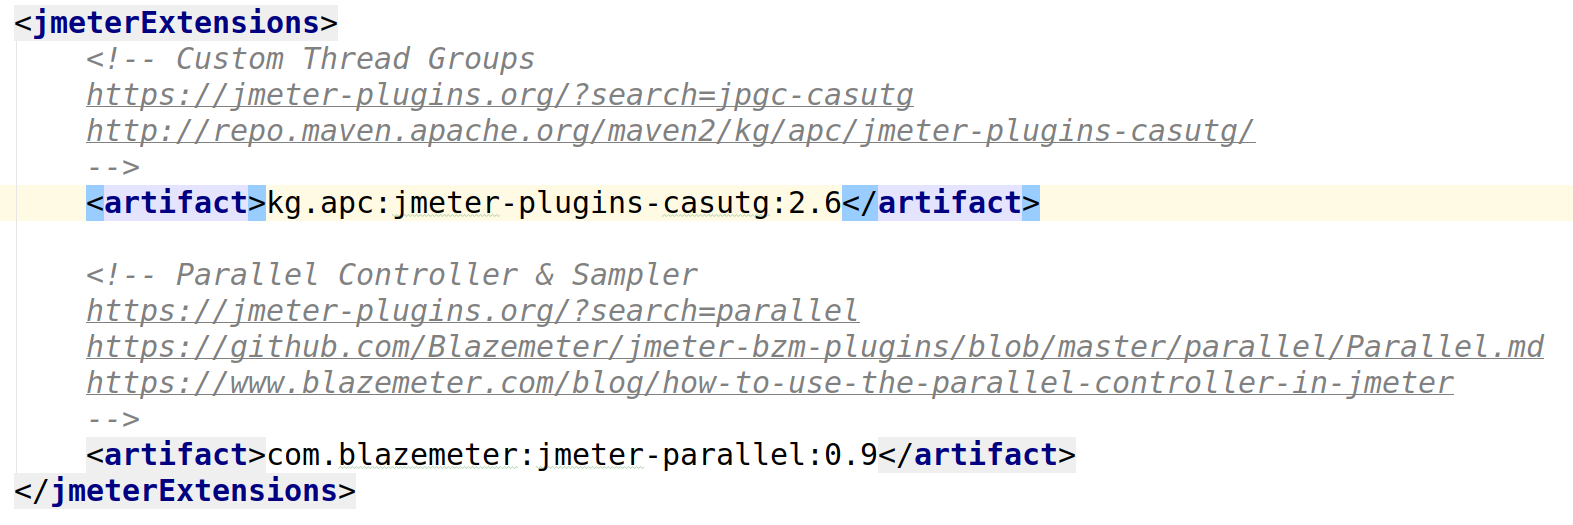 <jmeterExtensions>
<!-- Custom Thread Groups
https://jmeter-plugins.org/?search=jpgc-casutg
http://repo.maven.apache.org/maven2/kg/apc/jmeter-plugins-casutg/
-->
<artifact>kg.apc:jmeter-plugins-casutg:2.6</artifact>
<!-- Parallel Controller & Sampler
https://jmeter-plugins.org/?search=parallel
https://github.com/Blazemeter/jmeter-bzm-plugins/blob/master/parallel/Parallel.md
https://www.blazemeter.com/blog/how-to-use-the-parallel-controller-in-jmeter
-->
<artifact>com.blazemeter:jmeter-parallel:0.9</artifact>
</jmeterExtensions>